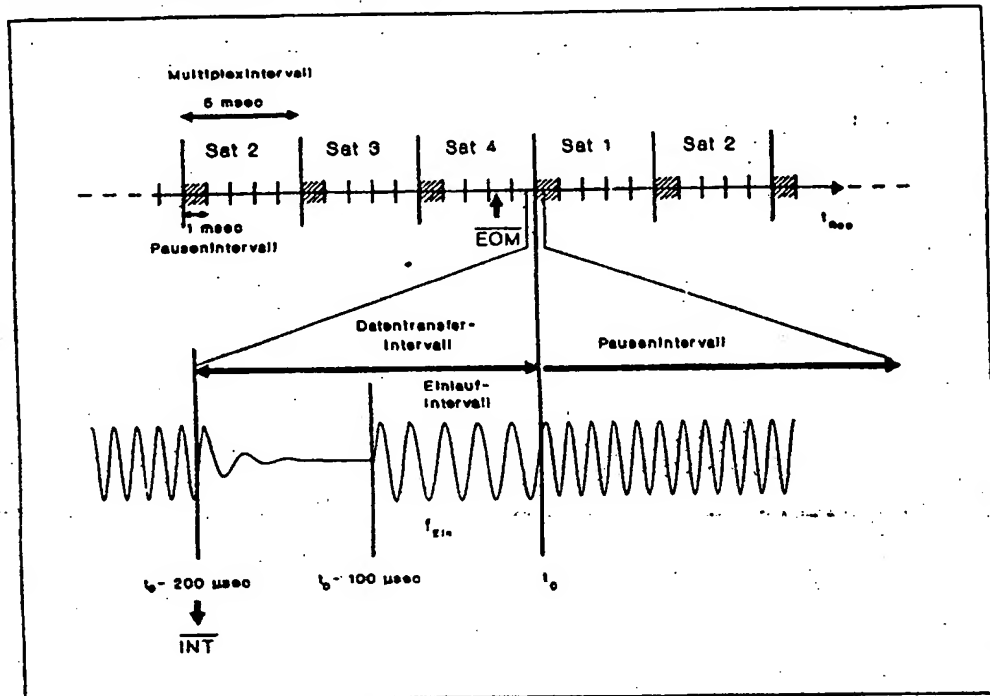 Multiplexintervall
5 msec
Sat 2 Sat 3 Sat 4 Sat 1 Sat 2
1 msec
Pausenintervall
EOM
Datentransfer-
Intervall
Pausenintervall
Einlauf-
Intervall
t₀- 200 µsec t₀- 100 µsec t₀
INT